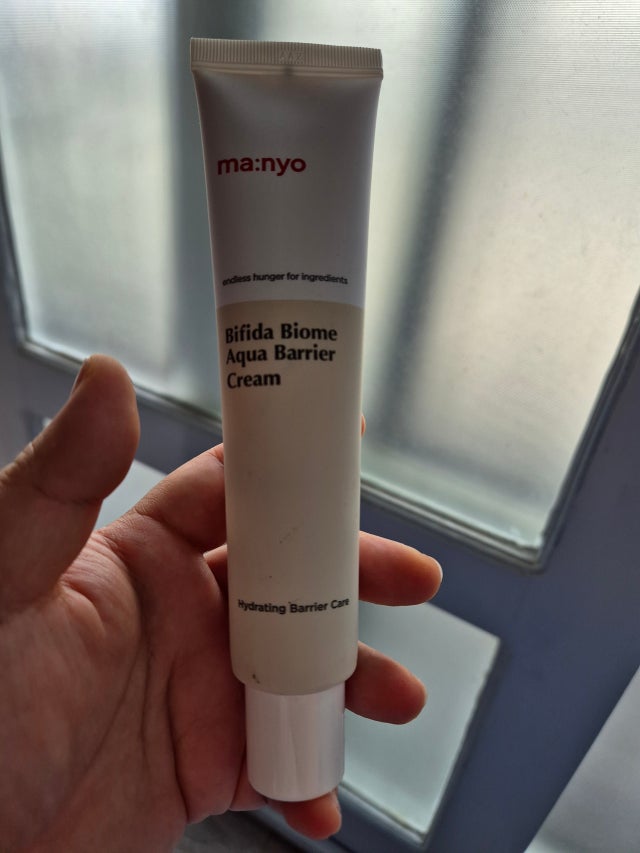 ma:nyo
endless hunger for ingredients
Bifida Biome
Aqua Barrier
Cream
Hydrating Barrier Care